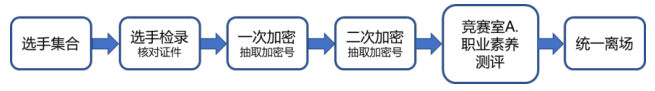 选手集合
选手检录
核对证件
一次加密
抽取加密号
二次加密
抽取加密号
竞赛室A.
职业素养
测评
统一离场